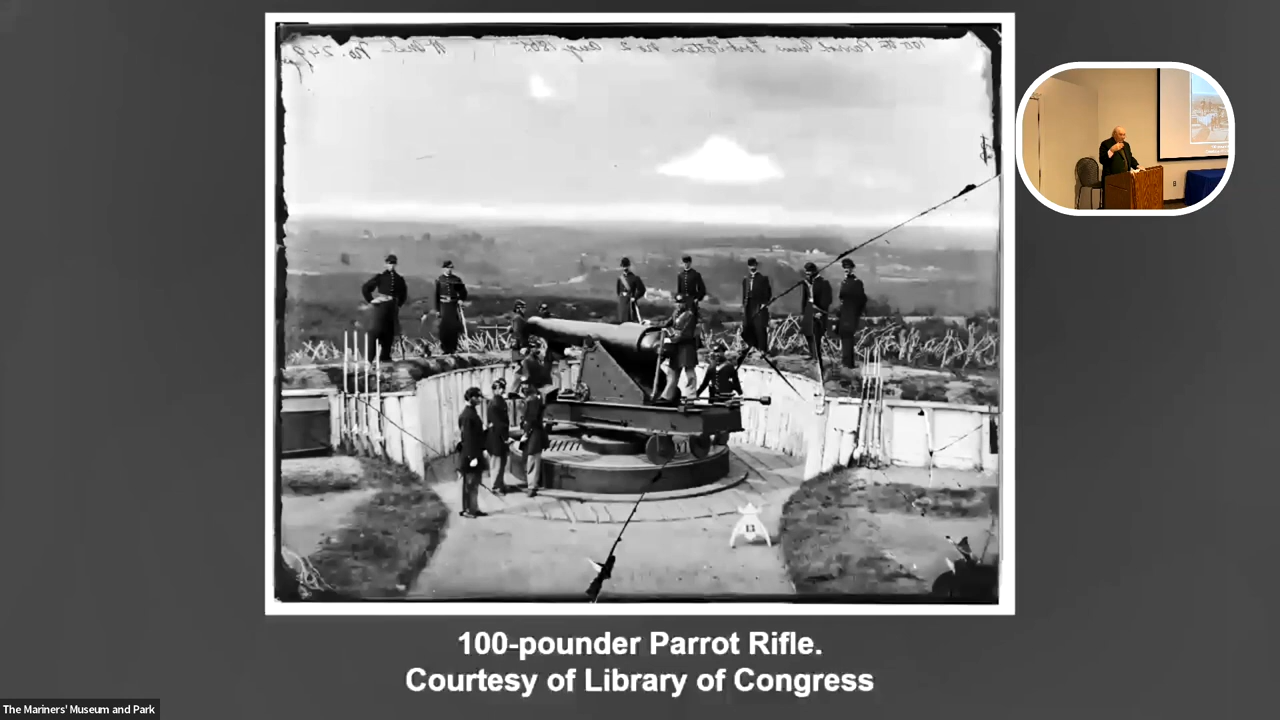 100-pounder Parrot Rifle.
Courtesy of Library of Congress
The Mariners' Museum and Park